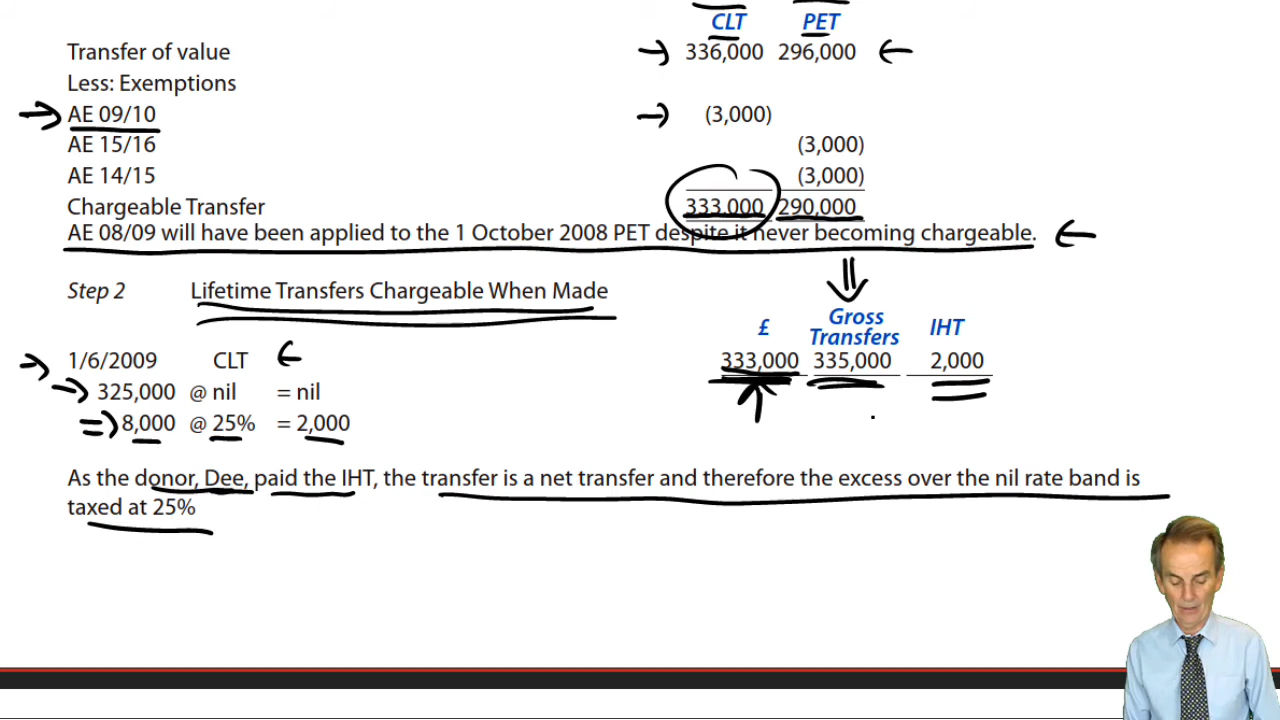 CLT PET
Transfer of value 336,000 296,000
Less: Exemptions
AE 09/10 (3,000)
AE 15/16 (3,000)
AE 14/15 (3,000)
Chargeable Transfer 333,000 290,000
AE 08/09 will have been applied to the 1 October 2008 PET despite it never becoming chargeable.
Step 2 Lifetime Transfers Chargeable When Made
£ Gross Transfers IHT
1/6/2009 CLT 333,000 335,000 2,000
325,000 @ nil = nil
8,000 @ 25% = 2,000
As the donor, Dee, paid the IHT, the transfer is a net transfer and therefore the excess over the nil rate band is
taxed at 25%